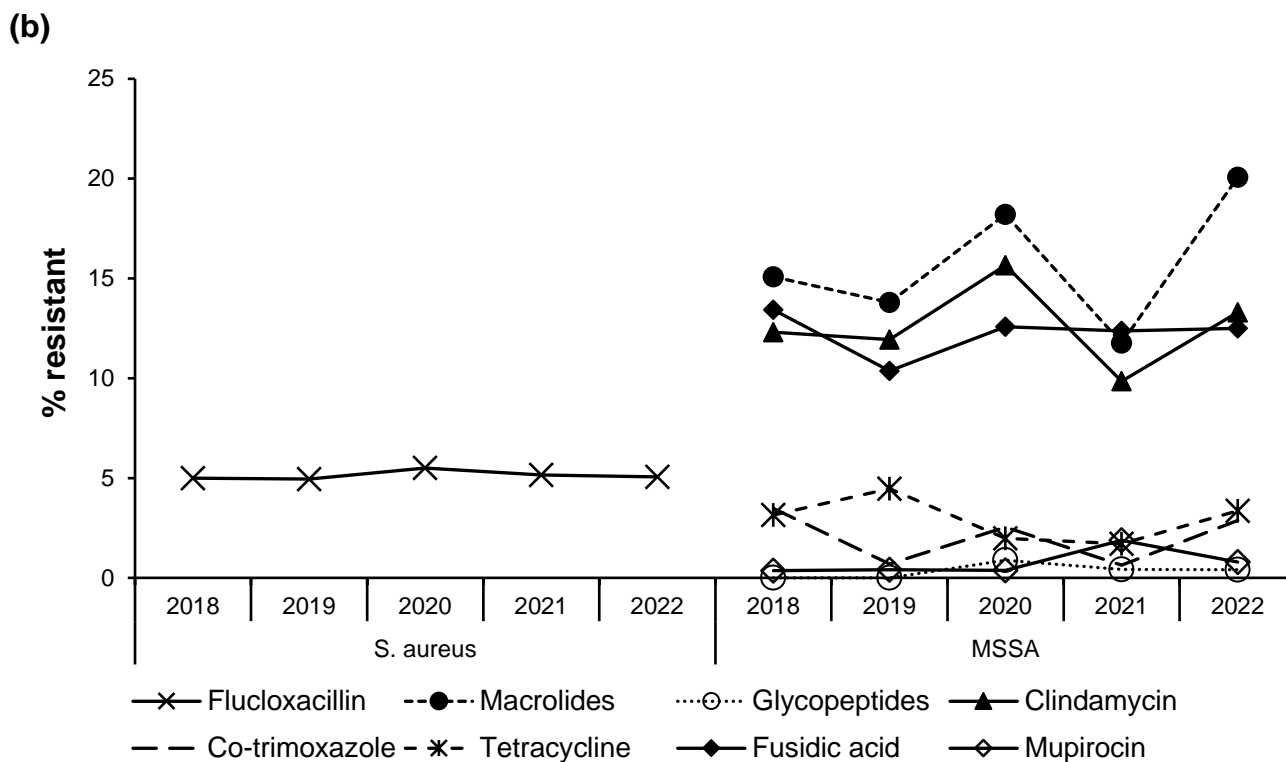 (b)
25
20
15
10
5
0
% resistant
2018 2019 2020 2021 2022 2018 2019 2020 2021 2022
S. aureus MSSA
Flucloxacillin Macrolides Glycopeptides Clindamycin
Co-trimoxazole Tetracycline Fusidic acid Mupirocin